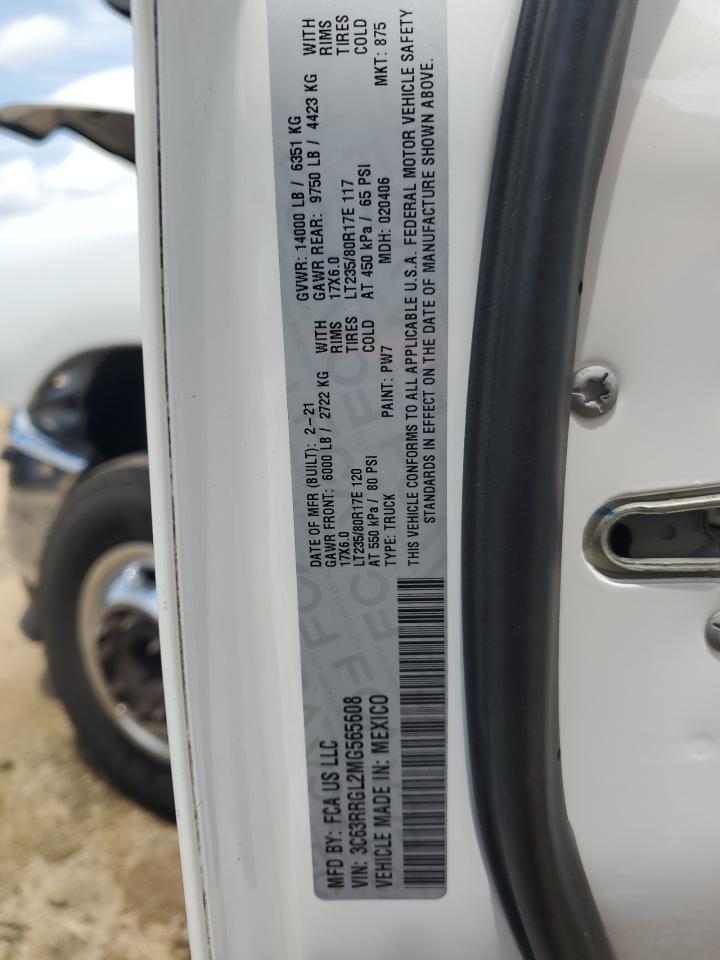 MFD BY: FCA US LLC
VIN: 3C63RRGL2MG565608
VEHICLE MADE IN: MEXICO
DATE OF MFR (BUILT): 2-21
GAWR FRONT: 6000 LB / 2722 KG WITH
17X6.0 RIMS
LT235/80R17E 120 TIRES
AT 550 kPa / 80 PSI COLD
TYPE: TRUCK PAINT: PW7
GVWR: 14000 LB / 6351 KG
GAWR REAR: 9750 LB / 4423 KG WITH
17X6.0 RIMS
LT235/80R17E 117 TIRES
AT 450 kPa / 65 PSI COLD
MDH: 020406 MKT: 875
THIS VEHICLE CONFORMS TO ALL APPLICABLE U.S.A. FEDERAL MOTOR VEHICLE SAFETY
STANDARDS IN EFFECT ON THE DATE OF MANUFACTURE SHOWN ABOVE.